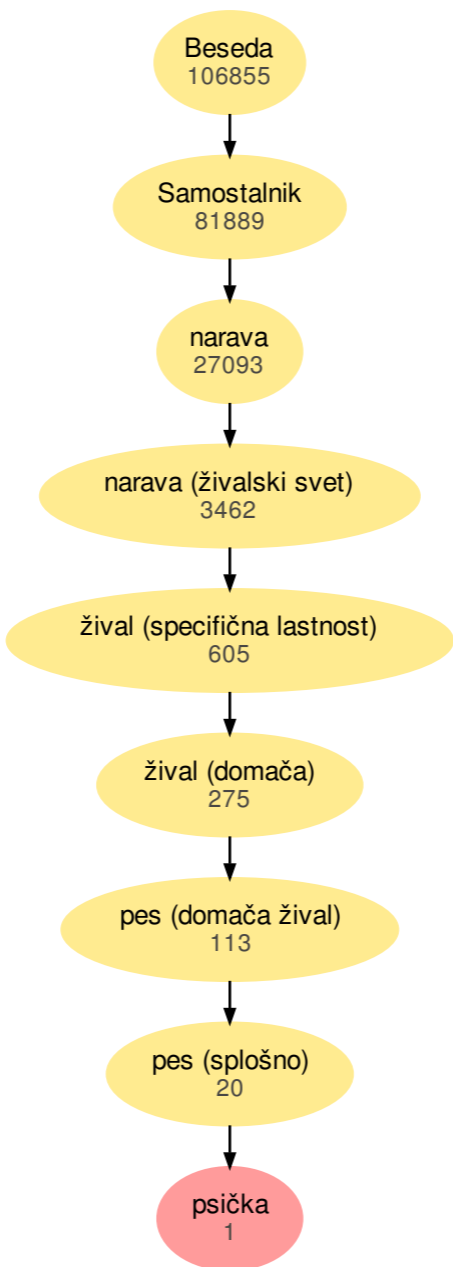 Beseda
106855
Samostalnik
81889
narava
27093
narava (živalski svet)
3462
žival (specifična lastnost)
605
žival (domača)
275
pes (domača žival)
113
pes (splošno)
20
psička
1